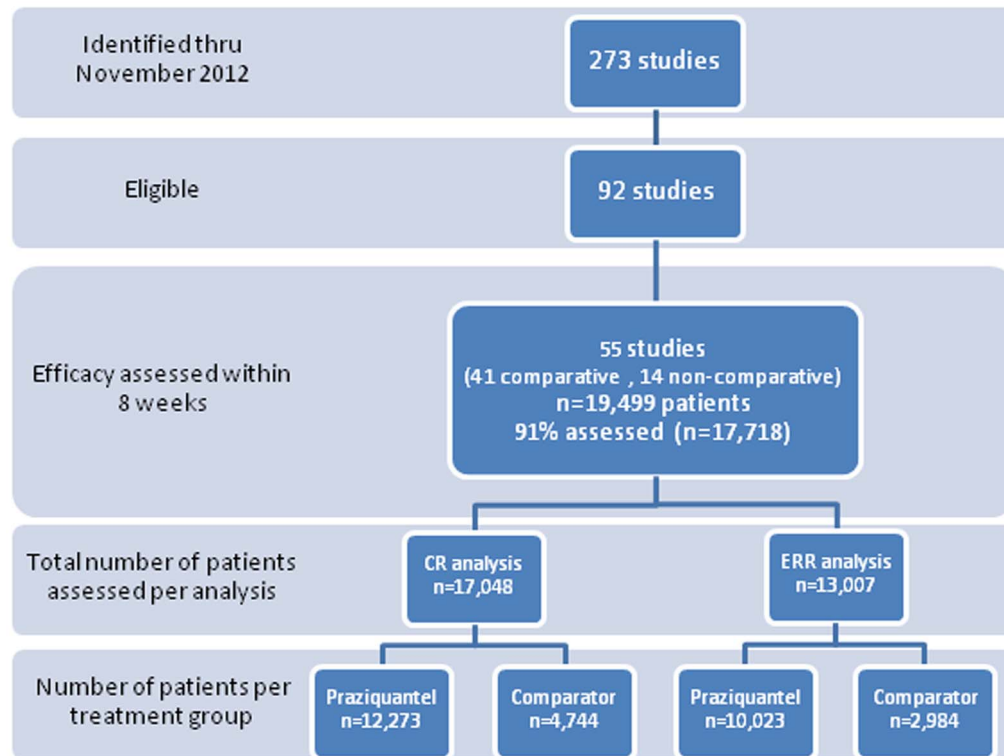 Identified thru
November 2012
273 studies
Eligible
92 studies
Efficacy assessed within
8 weeks
55 studies
(41 comparative , 14 non-comparative)
n=19,499 patients
91% assessed (n=17,718)
Total number of patients
assessed per analysis
CR analysis
n=17,048
ERR analysis
n=13,007
Number of patients per
treatment group
Praziquantel
n=12,273
Comparator
n=4,744
Praziquantel
n=10,023
Comparator
n=2,984